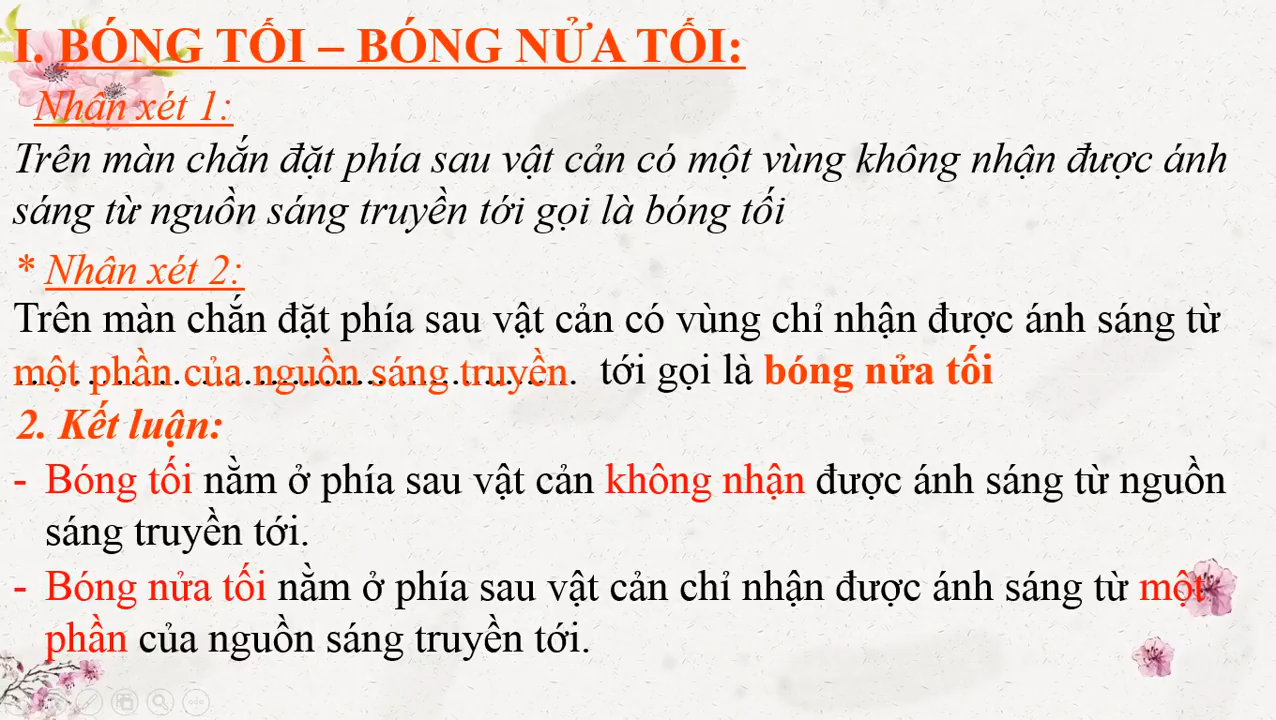 I. BÓNG TỐI – BÓNG NỬA TỐI:
Nhận xét 1:
Trên màn chắn đặt phía sau vật cản có một vùng không nhận được ánh
sáng từ nguồn sáng truyền tới gọi là bóng tối
* Nhận xét 2:
Trên màn chắn đặt phía sau vật cản có vùng chỉ nhận được ánh sáng từ
một phần của nguồn sáng truyền. tới gọi là bóng nửa tối
2. Kết luận:
- Bóng tối nằm ở phía sau vật cản không nhận được ánh sáng từ nguồn
sáng truyền tới.
- Bóng nửa tối nằm ở phía sau vật cản chỉ nhận được ánh sáng từ một
phần của nguồn sáng truyền tới.